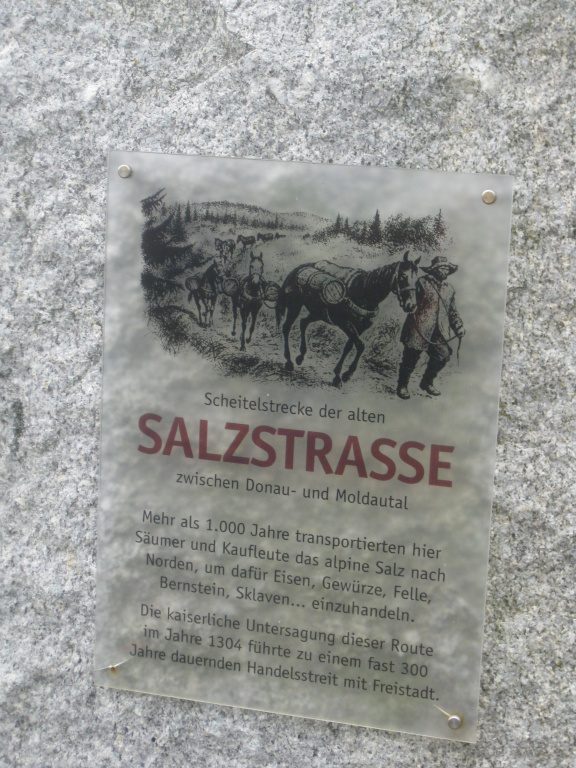 Scheitelstrecke der alten
SALZSTRASSE
zwischen Donau- und Moldautal
Mehr als 1.000 Jahre transportierten hier
Säumer und Kaufleute das alpine Salz nach
Norden, um dafür Eisen, Gewürze, Felle,
Bernstein, Sklaven... einzuhandeln.
Die kaiserliche Untersagung dieser Route
im Jahre 1304 führte zu einem fast 300
Jahre dauernden Handelsstreit mit Freistadt.